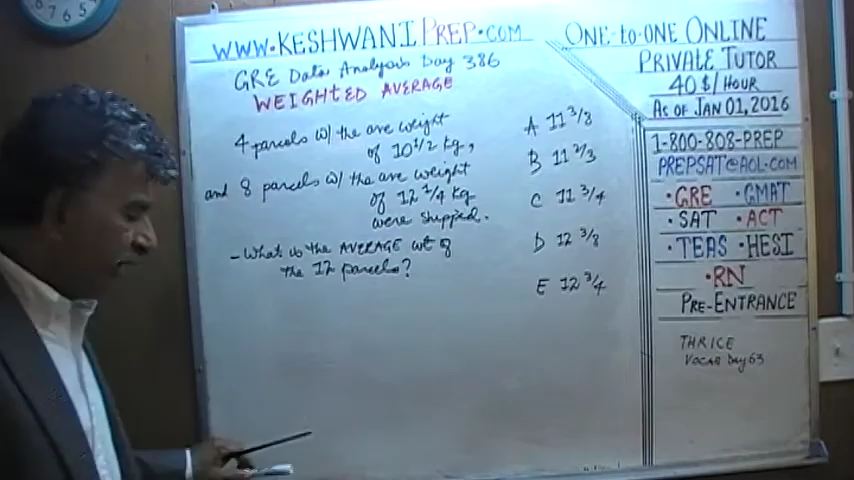 WWW.KESHWANIPREP.COM
GRE Data Analysis Day 386
WEIGHTED AVERAGE
4 parcels w/ the ave weight
of 10 1/2 kg,
and 8 parcels w/ the ave weight
of 12 1/4 kg
were shipped.
- What is the AVERAGE wt of
the 12 parcels?
A 11 3/8
B 11 2/3
C 11 3/4
D 12 3/8
E 12 3/4
ONE-to-ONE ONLINE
PRIVATE TUTOR
40$/HOUR
AS OF JAN 01, 2016
1-800-808-PREP
PREPSAT@AOL.COM
•GRE •GMAT
•SAT •ACT
•TEAS •HESI
•RN
PRE-ENTRANCE
THRICE
VOCAB Day 63
7 6 5